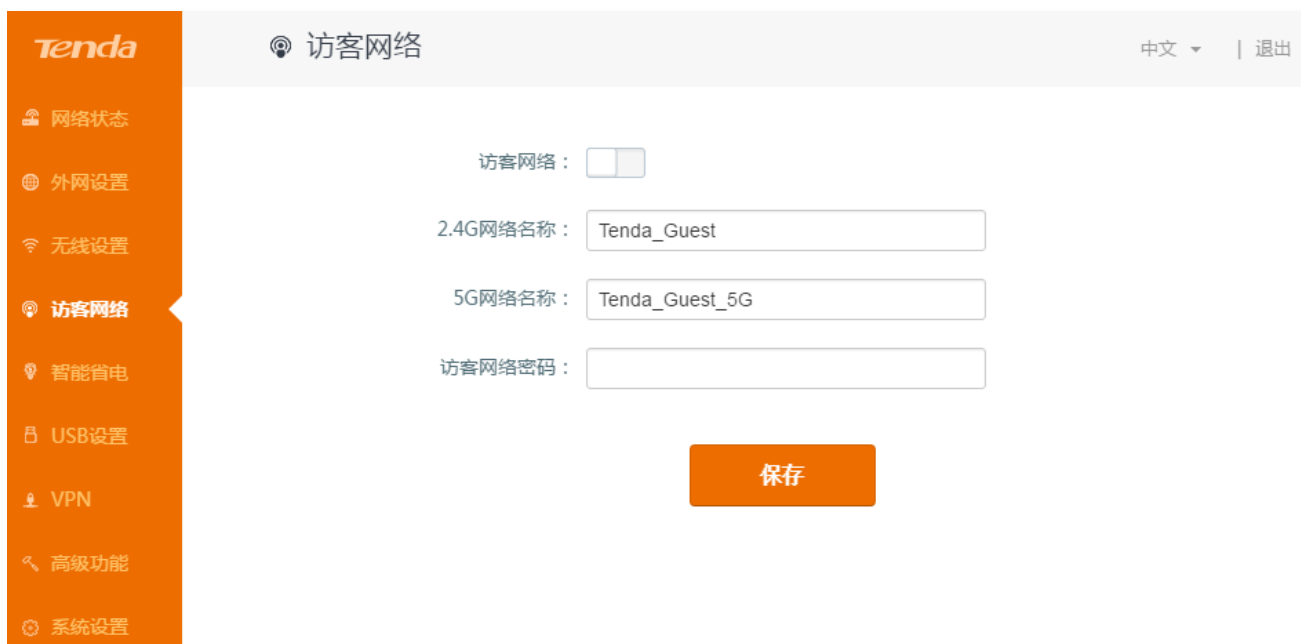 Tenda
访客网络
中文 | 退出
网络状态
外网设置
无线设置
访客网络
智能省电
USB设置
VPN
高级功能
系统设置
访客网络：
2.4G网络名称： Tenda_Guest
5G网络名称： Tenda_Guest_5G
访客网络密码：
保存